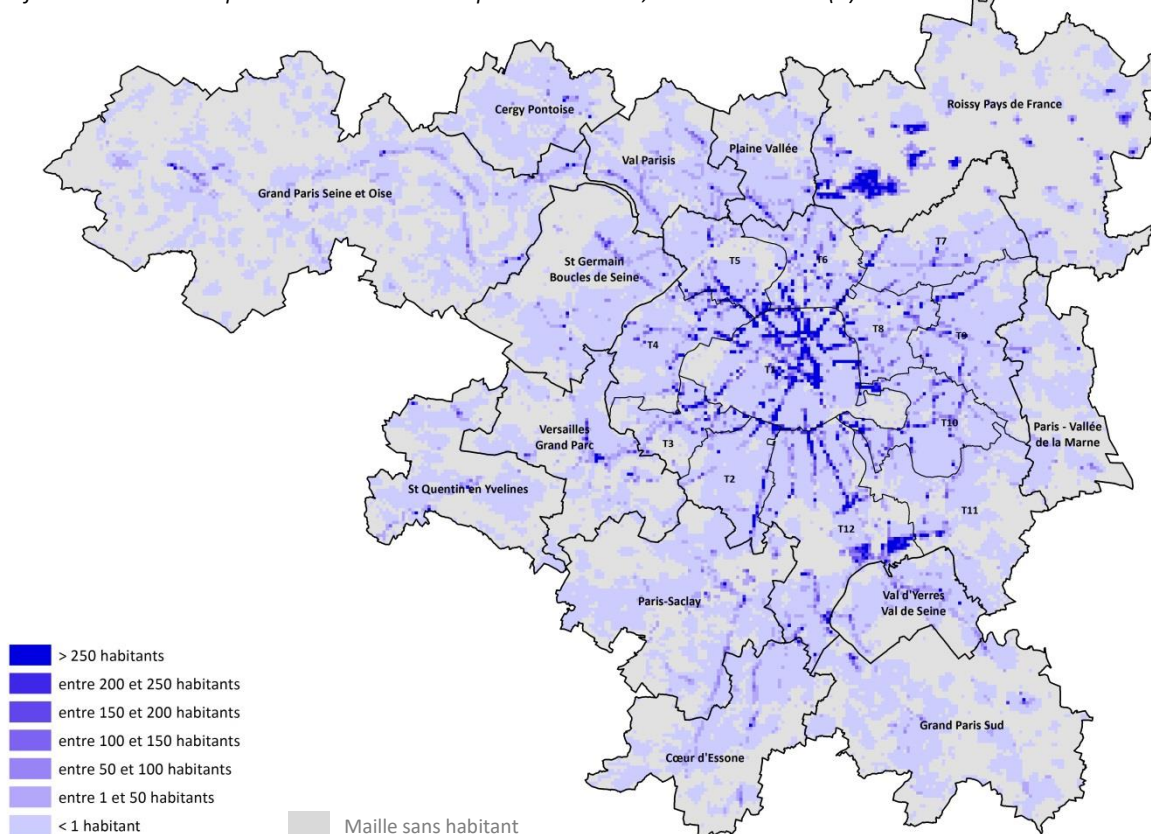 Cergy Pontoise
Roissy Pays de France
Val Parisis
Plaine Vallée
Grand Paris Seine et Oise
T7
St Germain
Boucles de Seine
T5
T6
T8
T9
T4
Versailles
Grand Parc
T3
T10
Paris - Vallée
de la Marne
St Quentin en Yvelines
T2
T11
T12
Paris-Saclay
Val d'Yerres
Val de Seine
Grand Paris Sud
Cœur d'Essone
> 250 habitants
entre 200 et 250 habitants
entre 150 et 200 habitants
entre 100 et 150 habitants
entre 50 et 100 habitants
entre 1 et 50 habitants
< 1 habitant
Maille sans habitant